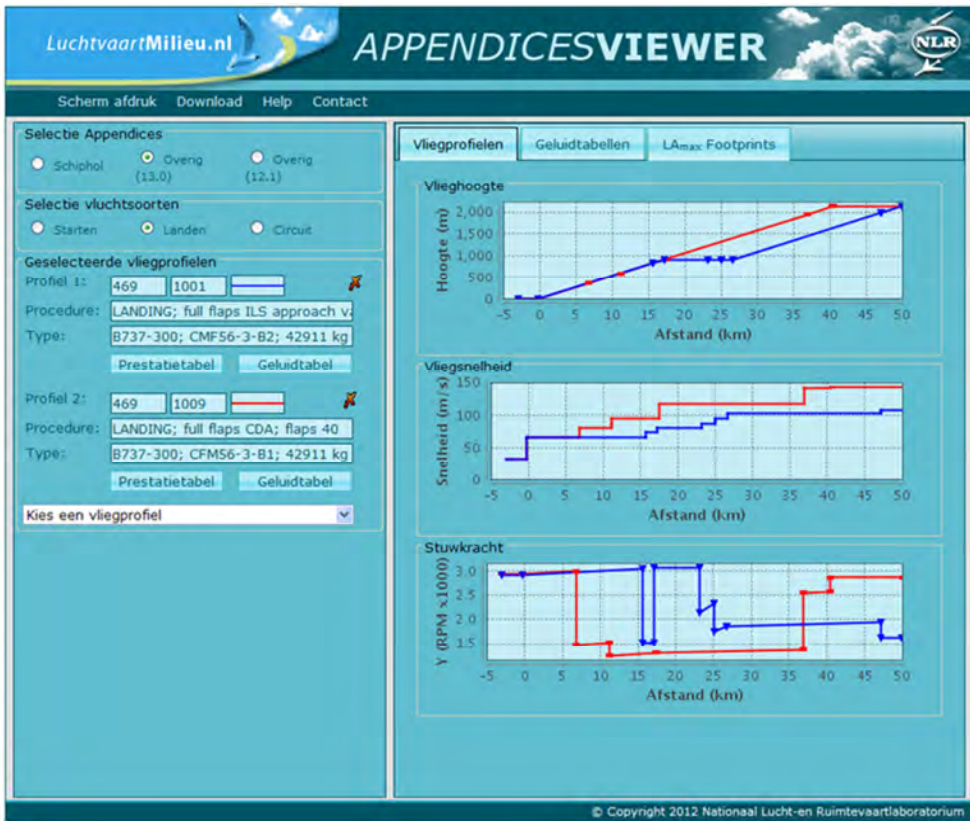 LuchtvaartMilieu.nl
APPENDICESVIEWER
NLR
Scherm afdruk Download Help Contact
Selectie Appendices
Schiphol
Overig
(13.0)
Overig
(12.1)
Selectie vluchtsoorten
Starten Landen Circuit
Geselecteerde vliegprofielen
Profiel 1: 469 1001
Procedure: LANDING; full flaps ILS approach va
Type: B737-300; CMF56-3-B2; 42911 kg
Prestatietabel Geluidtabel
Profiel 2: 469 1009
Procedure: LANDING; full flaps CDA; flaps 40
Type: B737-300; CFM56-3-B1; 42911 kg
Prestatietabel Geluidtabel
Kies een vliegprofiel
Vliegprofielen Geluidtabellen LAmax Footprints
Vlieghoogte
Hoogte (m)
2,000
1,500
1,000
500
0
-5 0 5 10 15 20 25 30 35 40 45 50
Afstand (km)
Vliegsnelheid
Snelheid (m/s)
150
100
50
0
-5 0 5 10 15 20 25 30 35 40 45 50
Afstand (km)
Stuwkracht
Y (RPM x1000)
3.0
2.5
2.0
1.5
-5 0 5 10 15 20 25 30 35 40 45 50
Afstand (km)
© Copyright 2012 Nationaal Lucht-en Ruimtevaartlaboratorium